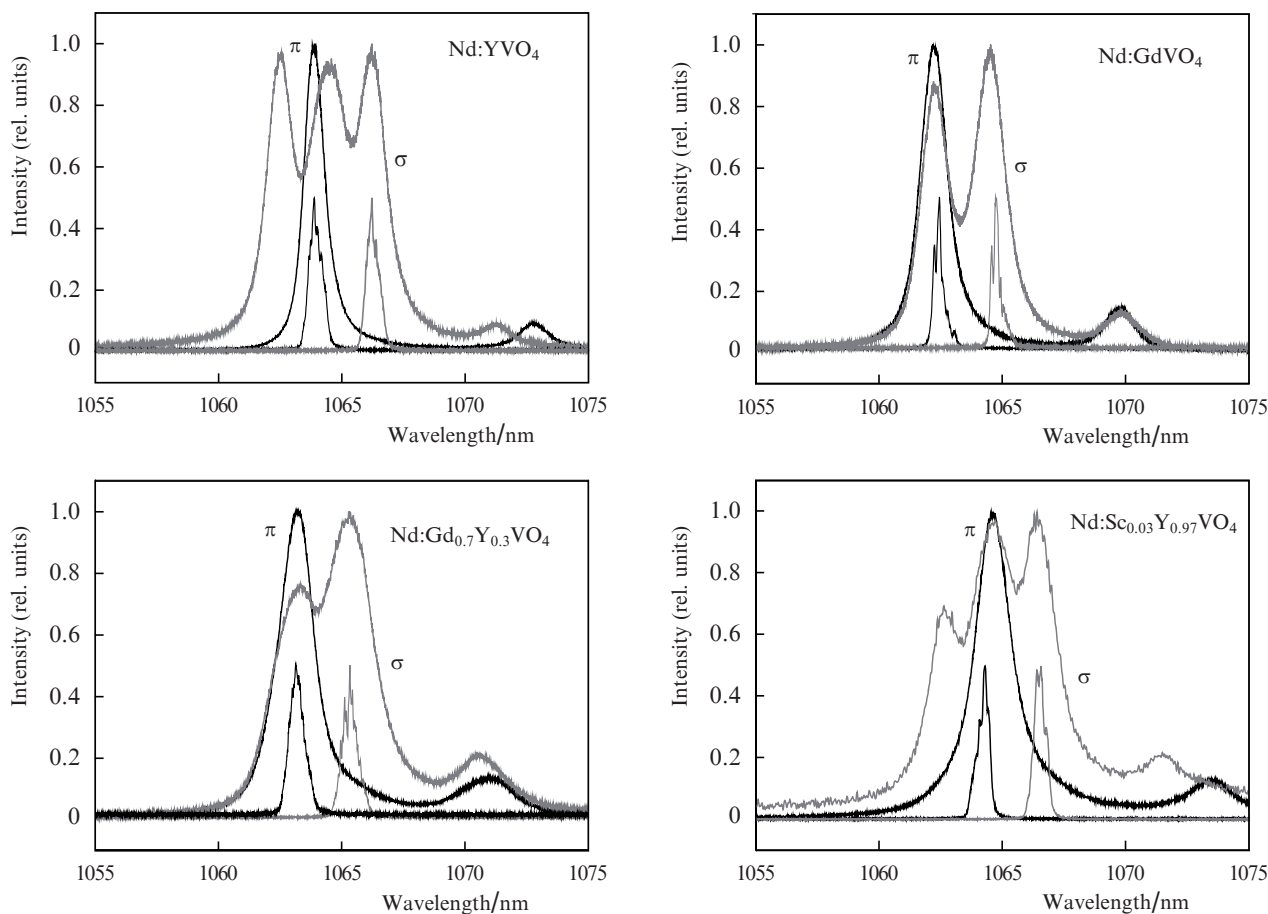 Intensity (rel. units)
1.0
0.8
0.6
0.4
0.2
0
π
σ
Nd:YVO₄
1055 1060 1065 1070 1075
Wavelength/nm
Intensity (rel. units)
1.0
0.8
0.6
0.4
0.2
0
π
σ
Nd:GdVO₄
1055 1060 1065 1070 1075
Wavelength/nm
Intensity (rel. units)
1.0
0.8
0.6
0.4
0.2
0
π
σ
Nd:Gd₀.₇Y₀.₃VO₄
1055 1060 1065 1070 1075
Wavelength/nm
Intensity (rel. units)
1.0
0.8
0.6
0.4
0.2
0
π
σ
Nd:Sc₀.₀₃Y₀.₉₇VO₄
1055 1060 1065 1070 1075
Wavelength/nm